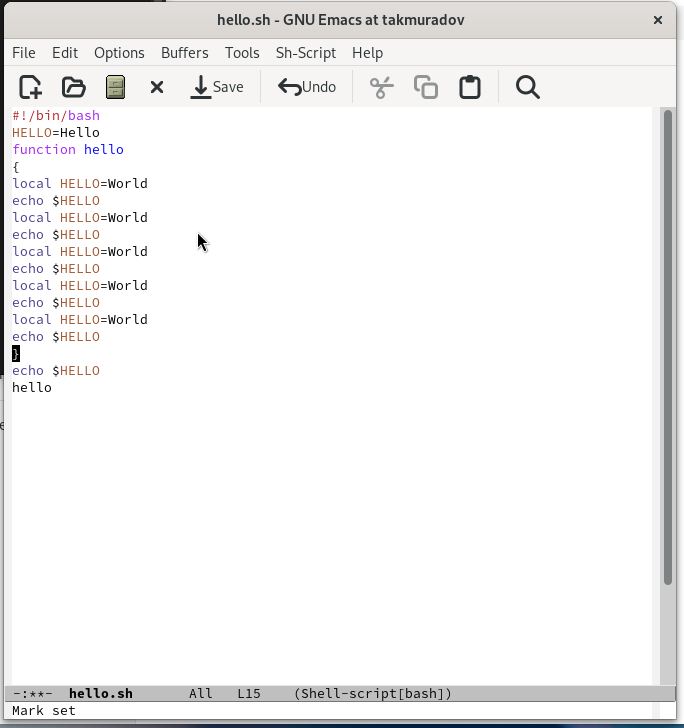 hello.sh - GNU Emacs at takmuradov
File Edit Options Buffers Tools Sh-Script Help
Save Undo
#!/bin/bash
HELLO=Hello
function hello
{
local HELLO=World
echo $HELLO
local HELLO=World
echo $HELLO
local HELLO=World
echo $HELLO
local HELLO=World
echo $HELLO
local HELLO=World
echo $HELLO
}
echo $HELLO
hello
-:**- hello.sh All L15 (Shell-script[bash])
Mark set